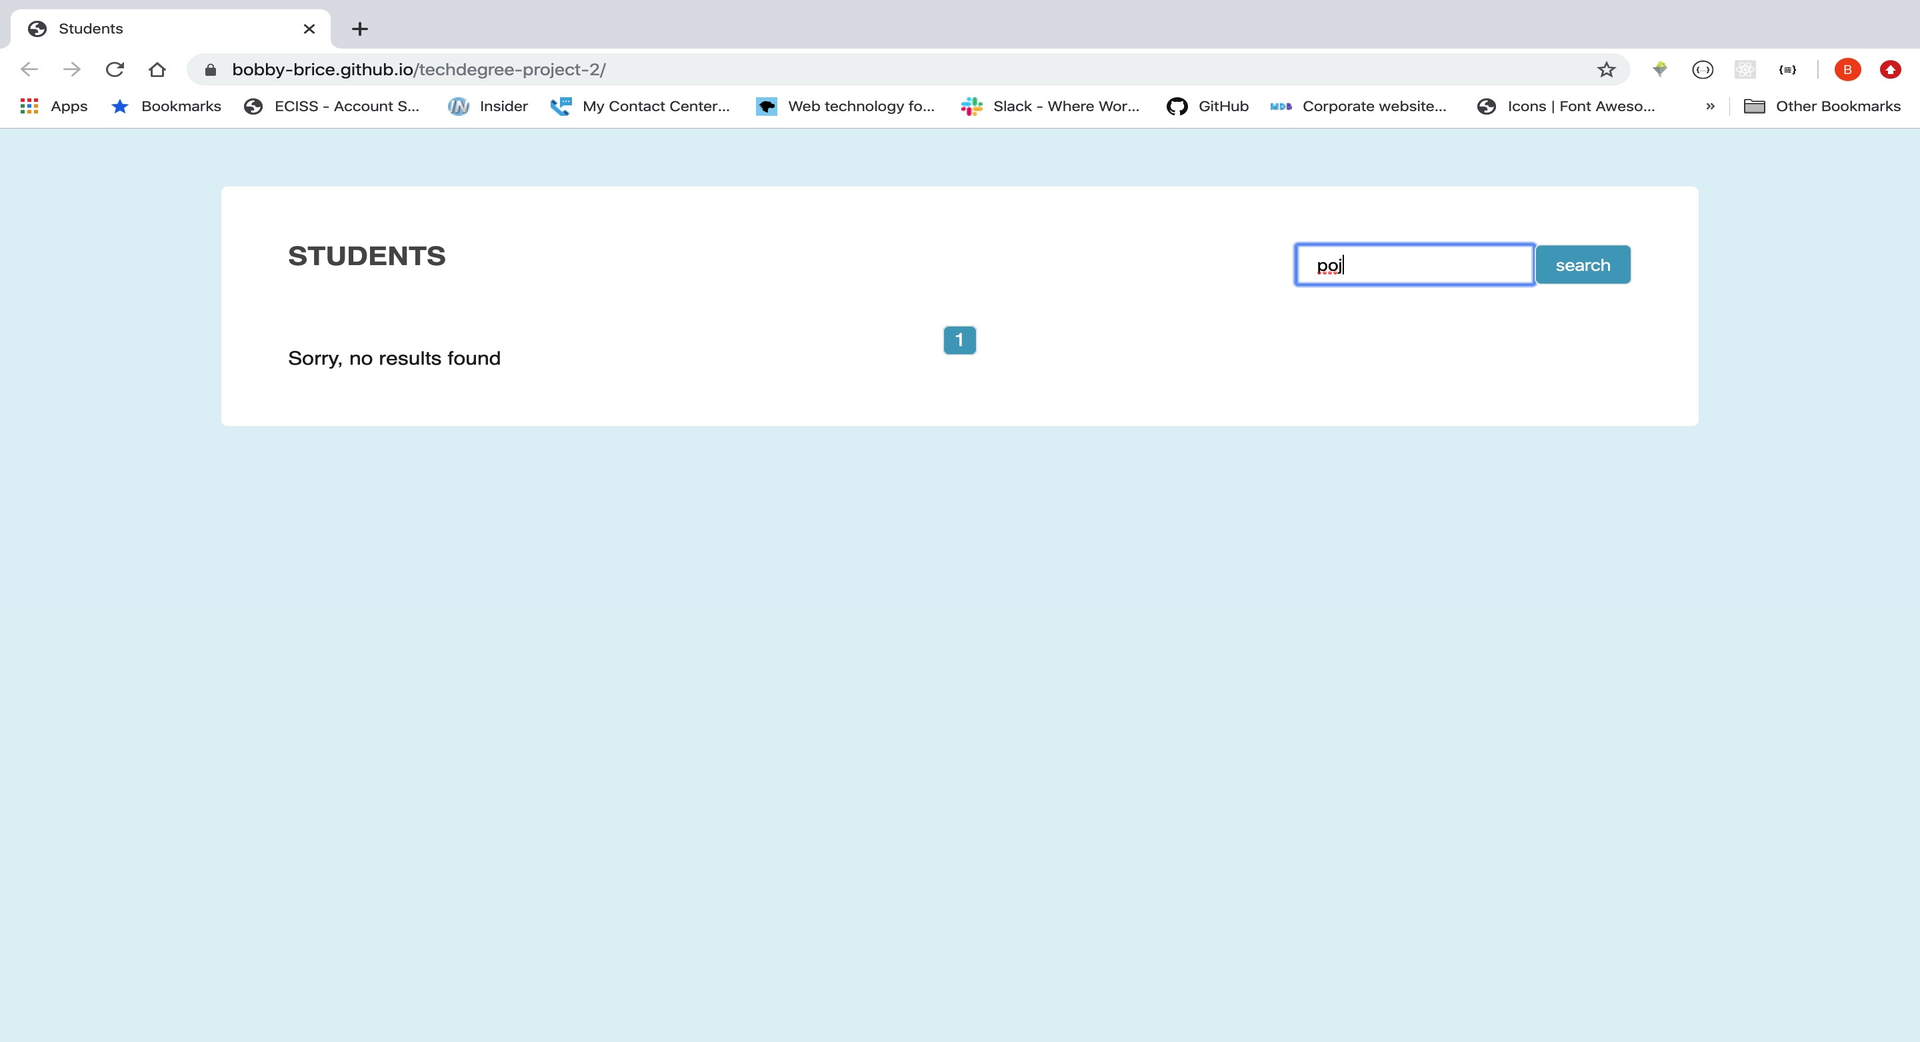 Students
bobby-brice.github.io/techdegree-project-2/
B
Apps Bookmarks ECISS - Account S... Insider My Contact Center... Web technology fo... Slack - Where Wor... GitHub MDB Corporate website... Icons | Font Aweso... » Other Bookmarks
STUDENTS
poj search
1
Sorry, no results found